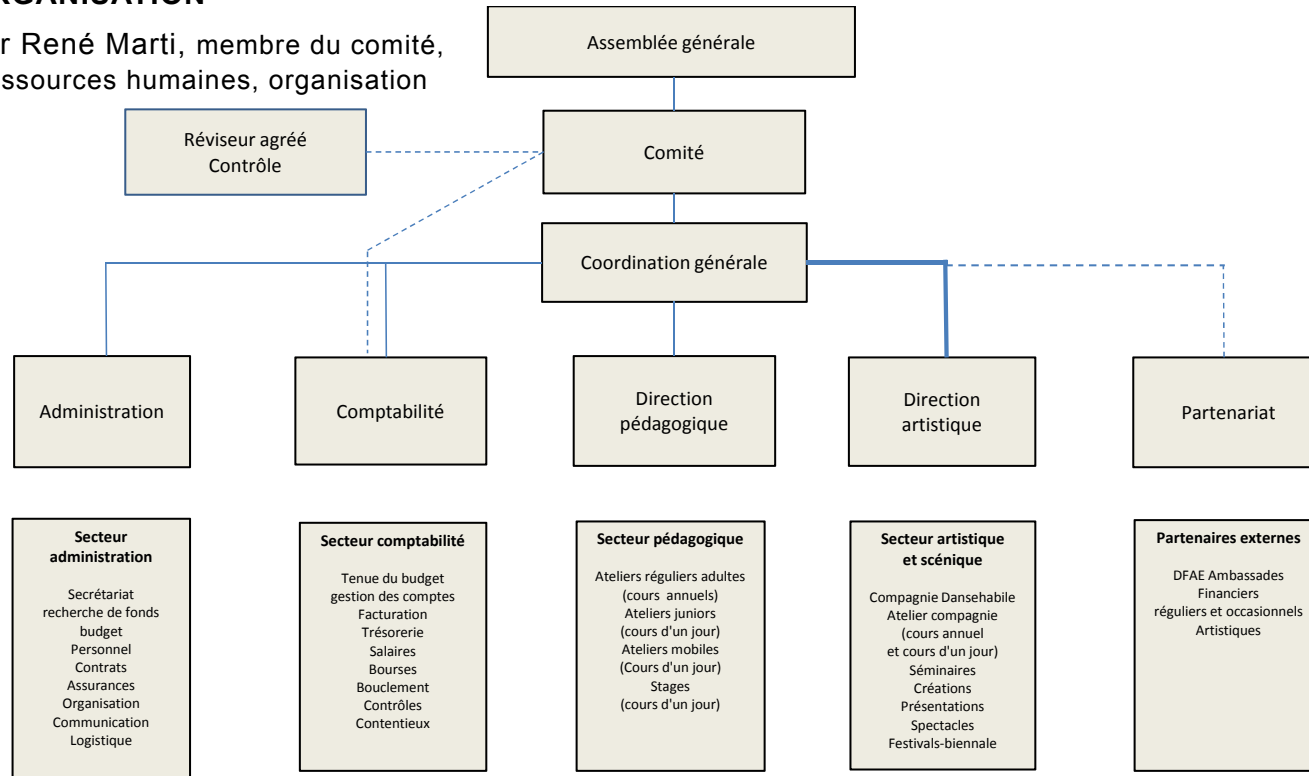 RGANISATION
r René Marti, membre du comité,
ssources humaines, organisation
Assemblée générale
Réviseur agréé
Contrôle
Comité
Coordination générale
Administration
Comptabilité
Direction
pédagogique
Direction
artistique
Partenariat
Secteur
administration
Secrétariat
recherche de fonds
budget
Personnel
Contrats
Assurances
Organisation
Communication
Logistique
Secteur comptabilité
Tenue du budget
gestion des comptes
Facturation
Trésorerie
Salaires
Bourses
Bouclement
Contrôles
Contentieux
Secteur pédagogique
Ateliers réguliers adultes
(cours annuels)
Ateliers juniors
(cours d'un jour)
Ateliers mobiles
(Cours d'un jour)
Stages
(cours d'un jour)
Secteur artistique
et scénique
Compagnie Dansehabile
Atelier compagnie
(cours annuel
et cours d'un jour)
Séminaires
Créations
Présentations
Spectacles
Festivals-biennale
Partenaires externes
DFAE Ambassades
Financiers
réguliers et occasionnels
Artistiques